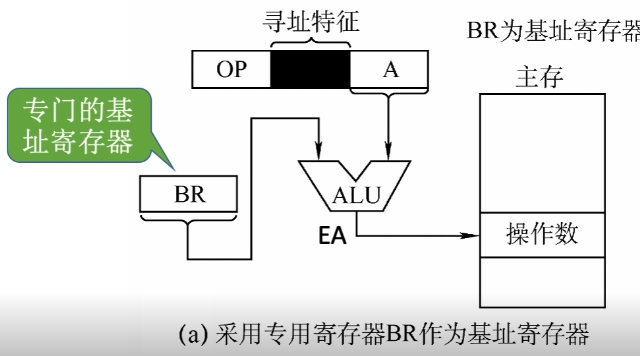 寻址特征
BR为基址寄存器
OP
A
主存
专门的基
址寄存器
BR
ALU
EA
操作数
(a) 采用专用寄存器BR作为基址寄存器